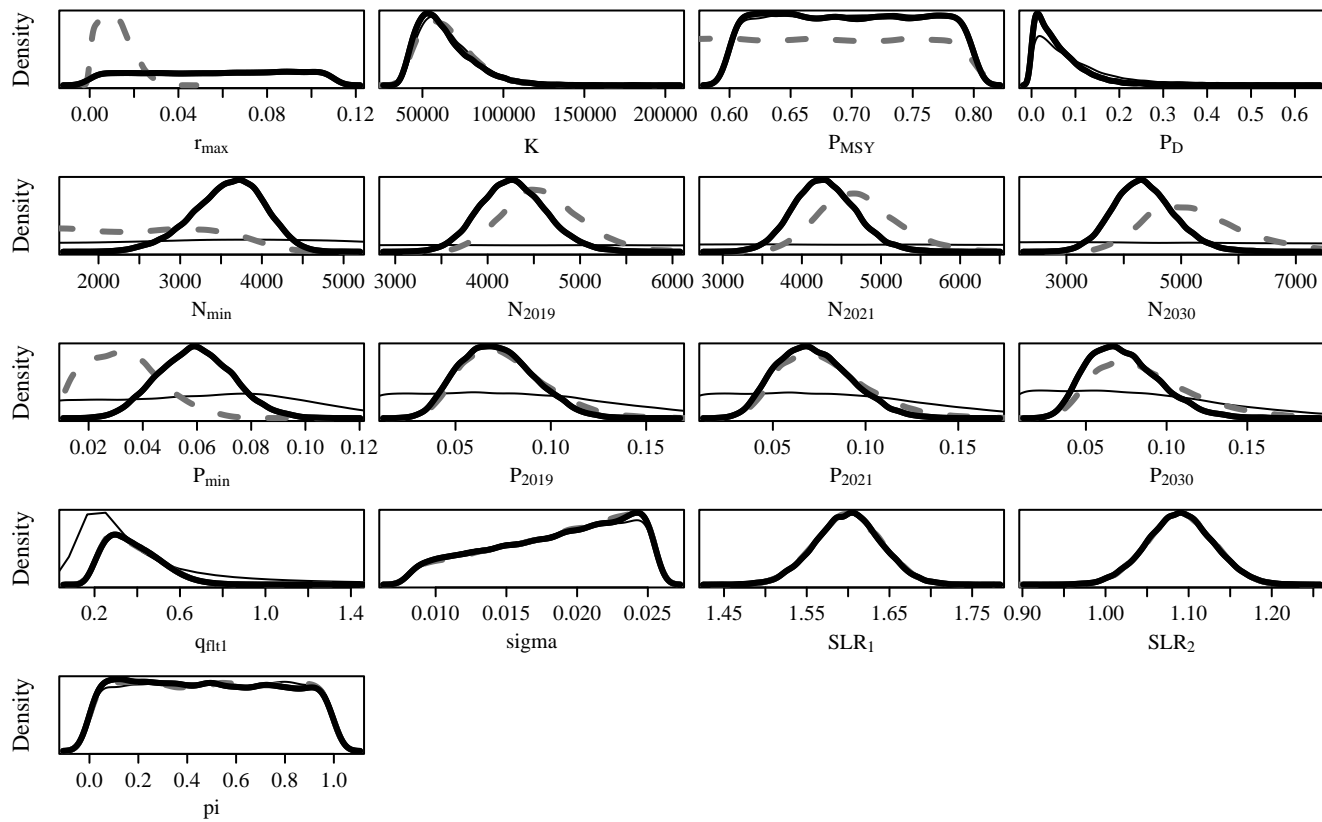 Density
0.00 0.04 0.08 0.12
r_max
50000 100000 150000 200000
K
0.60 0.65 0.70 0.75 0.80
P_MSY
0.0 0.1 0.2 0.3 0.4 0.5 0.6
P_D
Density
2000 3000 4000 5000
N_min
3000 4000 5000 6000
N_2019
3000 4000 5000 6000
N_2021
3000 5000 7000
N_2030
Density
0.02 0.04 0.06 0.08 0.10 0.12
P_min
0.05 0.10 0.15
P_2019
0.05 0.10 0.15
P_2021
0.05 0.10 0.15
P_2030
Density
0.2 0.6 1.0 1.4
q_flt1
0.010 0.015 0.020 0.025
sigma
1.45 1.55 1.65 1.75
SLR_1
0.90 1.00 1.10 1.20
SLR_2
Density
0.0 0.2 0.4 0.6 0.8 1.0
pi